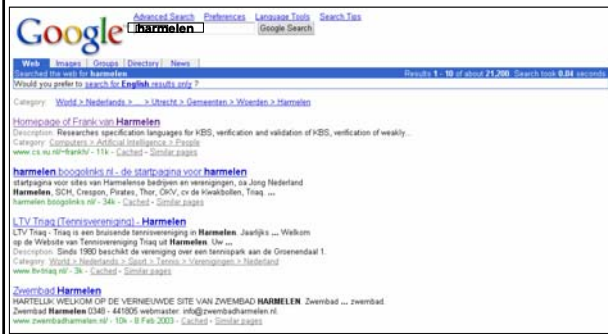 Google
Advanced Search Preferences Language Tools Search Tips
harmelen Google Search
Web Images Groups Directory News
Searched the web for harmelen Results 1 - 10 of about 21,200. Search took 0.04 seconds
Would you prefer to search for English results only ?
Category: World > Nederlands > ... > Utrecht > Gemeenten > Woerden > Harmelen
Homepage of Frank van Harmelen
Description: Researches specification languages for KBS, verification and validation of KBS, verification of weakly...
Category: Computers > Artificial Intelligence > People
www.cs.vu.nl/~frankh/ - 11k - Cached - Similar pages
harmelen.boogolinks.nl - de startpagina voor harmelen
startpagina voor sites van Harmelense bedrijven en verenigingen, oa Jong Nederland
Harmelen, SCH, Crespon, Pirates, Thor, OKV, cv de Kwakbollen, Triaq. ...
harmelen.boogolinks.nl/ - 34k - Cached - Similar pages
LTV Triaq (Tennisvereniging) - Harmelen
LTV Triaq - Triaq is een bruisende tennisvereniging in Harmelen. Jaarlijks ... Welkom
op de Website van Tennisvereniging Triaq uit Harmelen. Uw ...
Description: Sinds 1980 beschikt de vereniging over een tennispark aan de Groenendaal 1.
Category: World > Nederlands > Sport > Tennis > Verenigingen > Nederland
www.ltv-triaq.nl/ - 3k - Cached - Similar pages
Zwembad Harmelen
HARTELIJK WELKOM OP DE VERNIEUWDE SITE VAN ZWEMBAD HARMELEN. Zwembad ... zwembad.
Zwembad Harmelen 0348 - 441805 webmaster: info@zwembadharmelen.nl.
www.zwembadharmelen.nl/ - 10k - 8 Feb 2003 - Cached - Similar pages